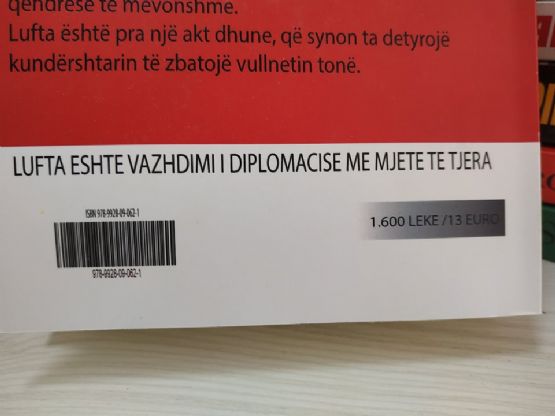 qëndresë të mëvonshme.
Lufta është pra një akt dhune, që synon ta detyrojë
kundërshtarin të zbatojë vullnetin tonë.
LUFTA ESHTE VAZHDIMI I DIPLOMACISE ME MJETE TE TJERA
ISBN 978-9928-09-062-1
1.600 LEKE /13 EURO
978-9928-09-062-1